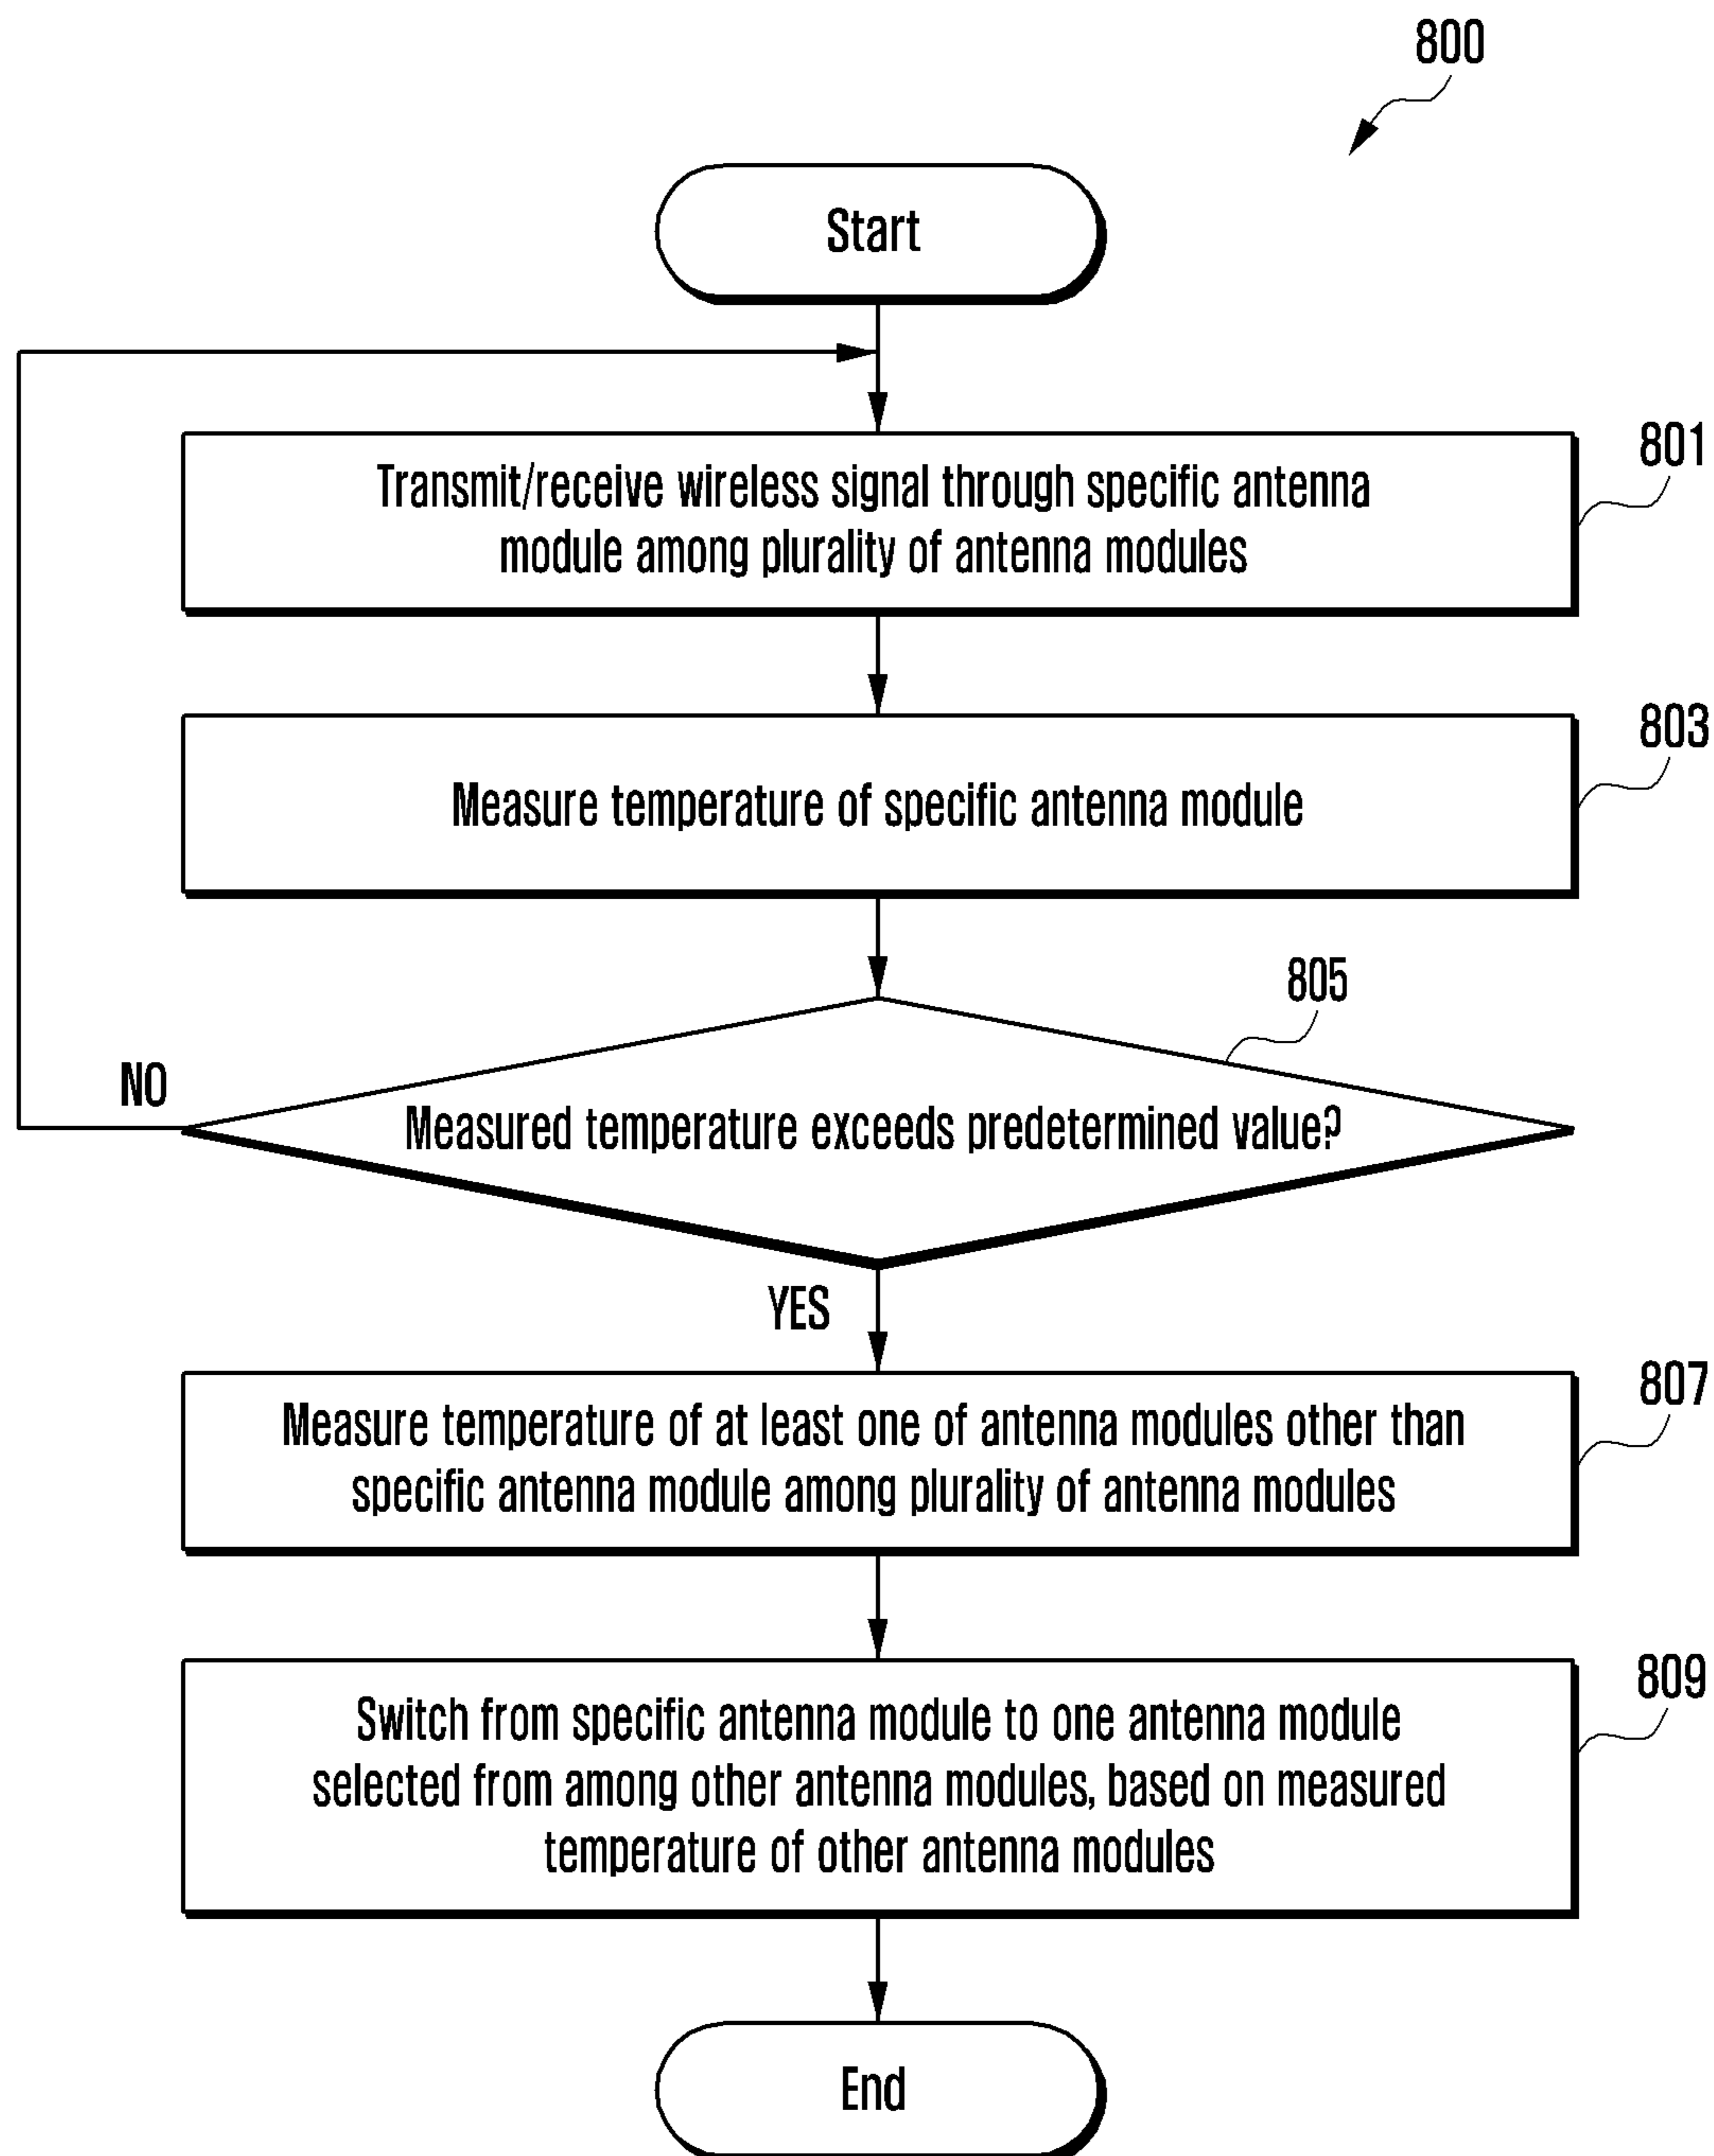 800
Start
Transmit/receive wireless signal through specific antenna
module among plurality of antenna modules
801
Measure temperature of specific antenna module
803
805
NO
Measured temperature exceeds predetermined value?
YES
Measure temperature of at least one of antenna modules other than
specific antenna module among plurality of antenna modules
807
Switch from specific antenna module to one antenna module
selected from among other antenna modules, based on measured
temperature of other antenna modules
809
End